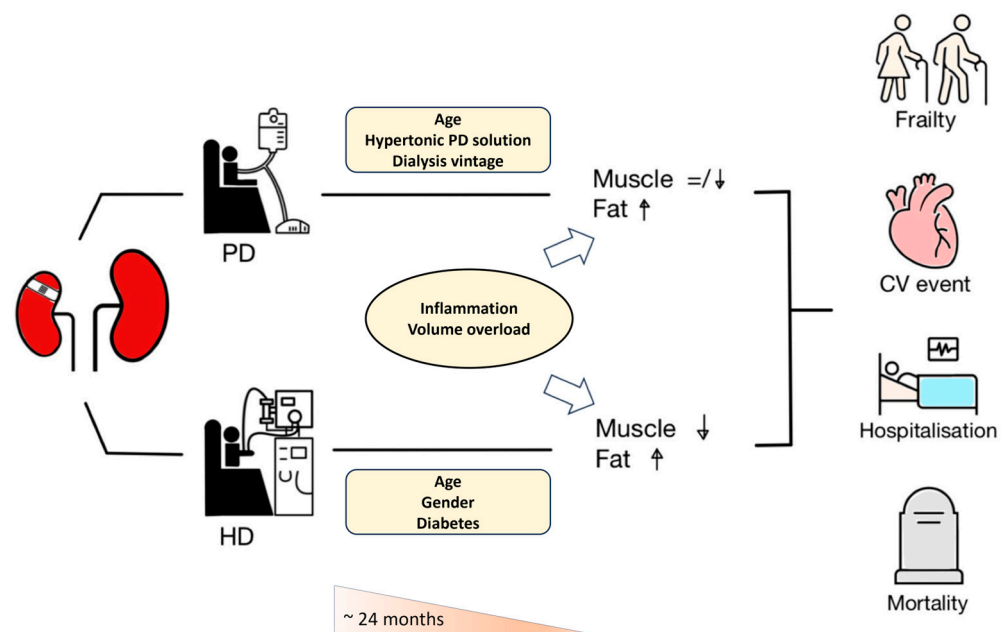 Age
Hypertonic PD solution
Dialysis vintage
PD
Muscle =/↓
Fat ↑
Inflammation
Volume overload
Muscle ↓
Fat ↑
HD
Age
Gender
Diabetes
~ 24 months
Frailty
CV event
Hospitalisation
Mortality